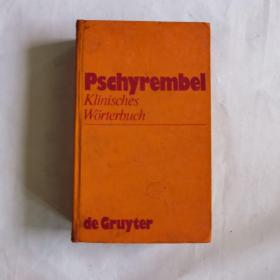 Pschyrembel
Klinisches
Wörterbuch
de Gruyter